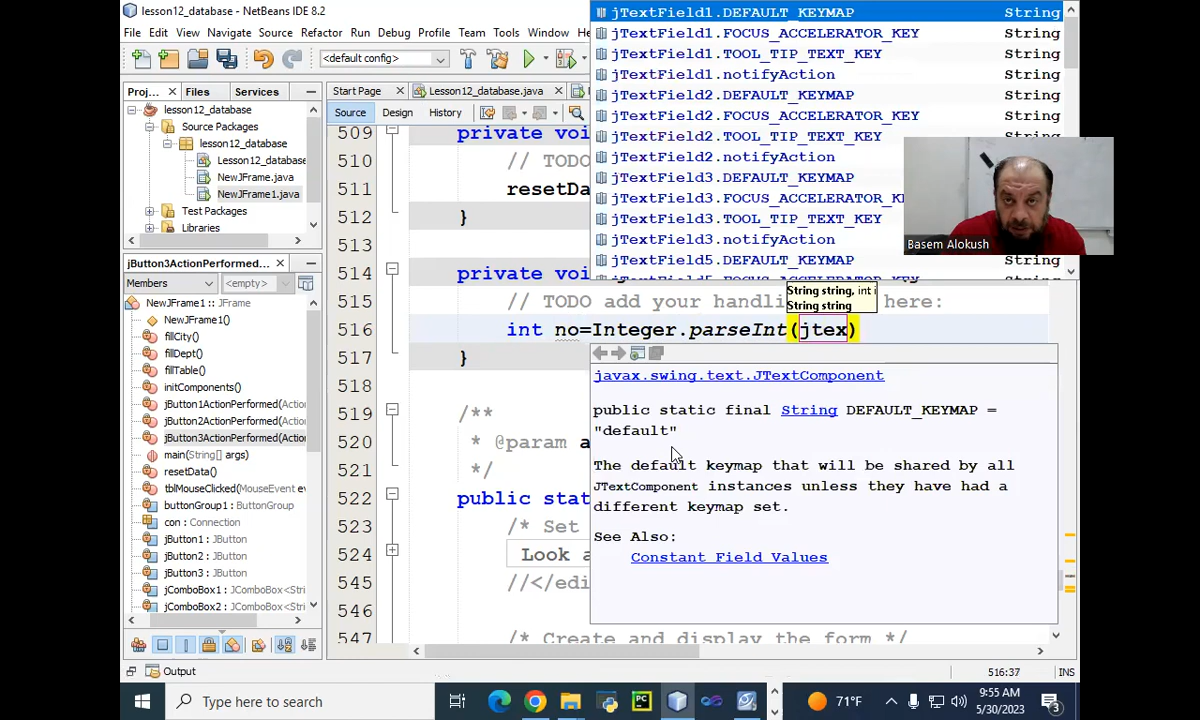 lesson12_database - NetBeans IDE 8.2
File Edit View Navigate Source Refactor Run Debug Profile Team Tools Window
<default config>
Proj... Files Services
lesson12_database
Source Packages
lesson12_database
Lesson12_database
NewJFrame.java
NewJFrame1.java
Test Packages
Libraries
jButton3ActionPerformed...
Members <empty>
NewJFrame1 :: JFrame
NewJFrame1()
fillCity()
fillDept()
fillTable()
initComponents()
jButton1ActionPerformed(Action
jButton2ActionPerformed(Action
jButton3ActionPerformed(Action
main(String[] args)
resetData()
tblMouseClicked(MouseEvent e
buttonGroup1 : ButtonGroup
con : Connection
jButton1 : JButton
jButton2 : JButton
jButton3 : JButton
jComboBox1 : JComboBox<Stri
jComboBox2 : JComboBox<Stri
Start Page Lesson12_database.java
Source Design History
509 private voi
510 // TODO
511 resetDa
512 }
513
514 private voi
515 // TODO add your handli here:
516 int no=Integer.parseInt(jtex)
517 }
518
519 /**
520 * @param a
521 */
522 public stat
523 /* Set
524 Look a
545 //</edi
546
547 /* Create and display the form */
jTextField1.DEFAULT_KEYMAP String
jTextField1.FOCUS_ACCELERATOR_KEY String
jTextField1.TOOL_TIP_TEXT_KEY String
jTextField1.notifyAction String
jTextField2.DEFAULT_KEYMAP String
jTextField2.FOCUS_ACCELERATOR_KEY String
jTextField2.TOOL_TIP_TEXT_KEY
jTextField2.notifyAction
jTextField3.DEFAULT_KEYMAP
jTextField3.FOCUS_ACCELERATOR_KE
jTextField3.TOOL_TIP_TEXT_KEY
jTextField3.notifyAction
jTextField5.DEFAULT_KEYMAP String
Basem Alokush
String string, int i
String string
javax.swing.text.JTextComponent
public static final String DEFAULT_KEYMAP =
"default"
The default keymap that will be shared by all
JTextComponent instances unless they have had a
different keymap set.
See Also:
Constant Field Values
Output
516:37 INS
Type here to search
PC
71°F
9:55 AM
5/30/2023
3